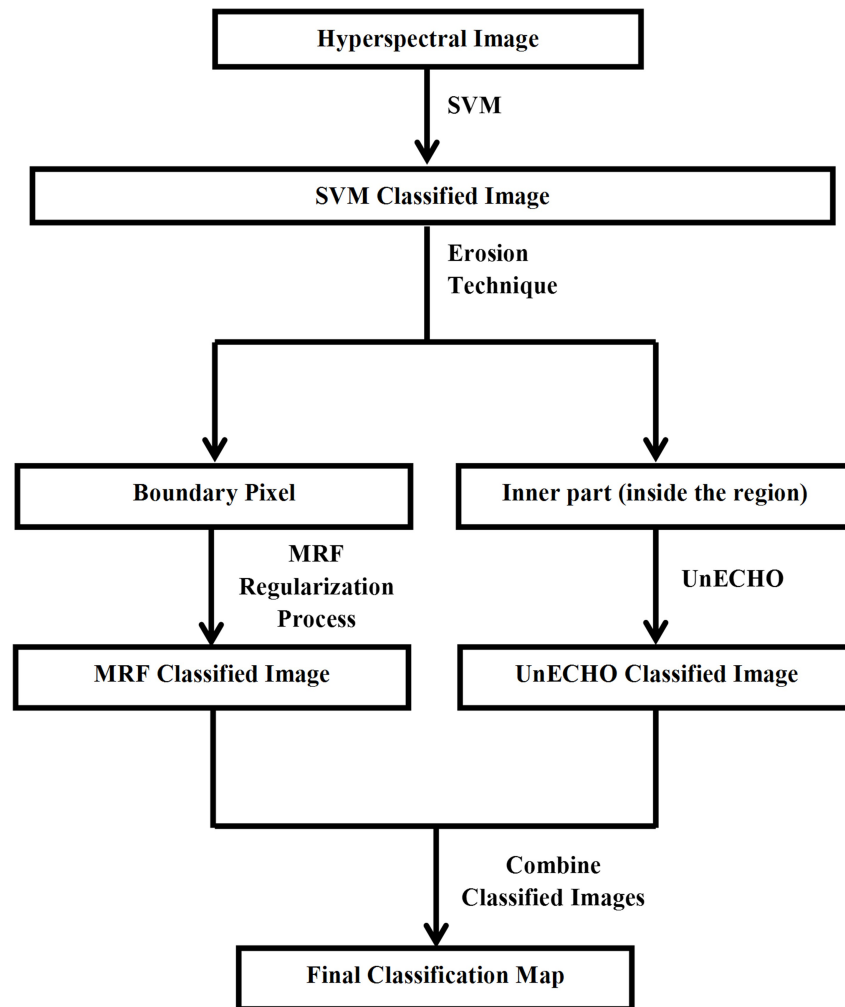 Hyperspectral Image
SVM
SVM Classified Image
Erosion
Technique
Boundary Pixel
Inner part (inside the region)
MRF
Regularization
Process
UnECHO
MRF Classified Image
UnECHO Classified Image
Combine
Classified Images
Final Classification Map